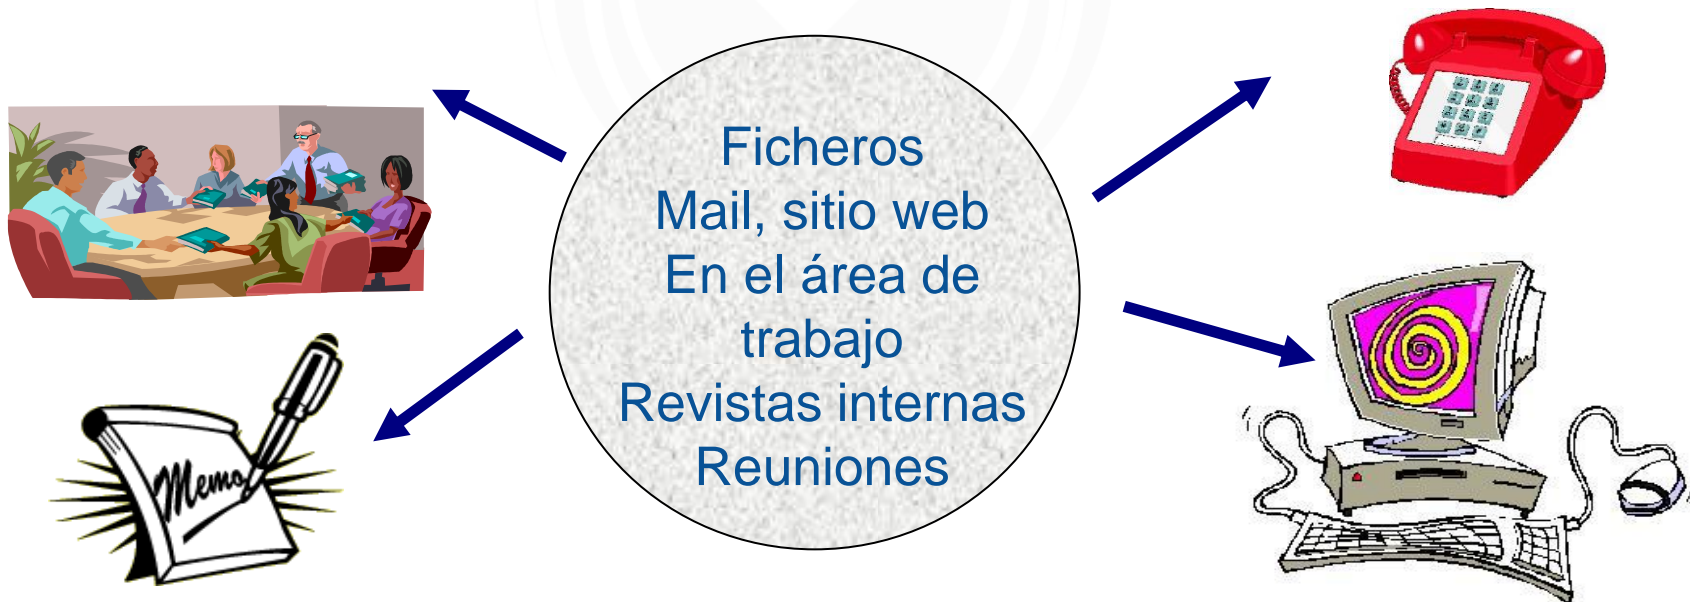 Ficheros
Mail, sitio web
En el área de
trabajo
Revistas internas
Reuniones
Memo